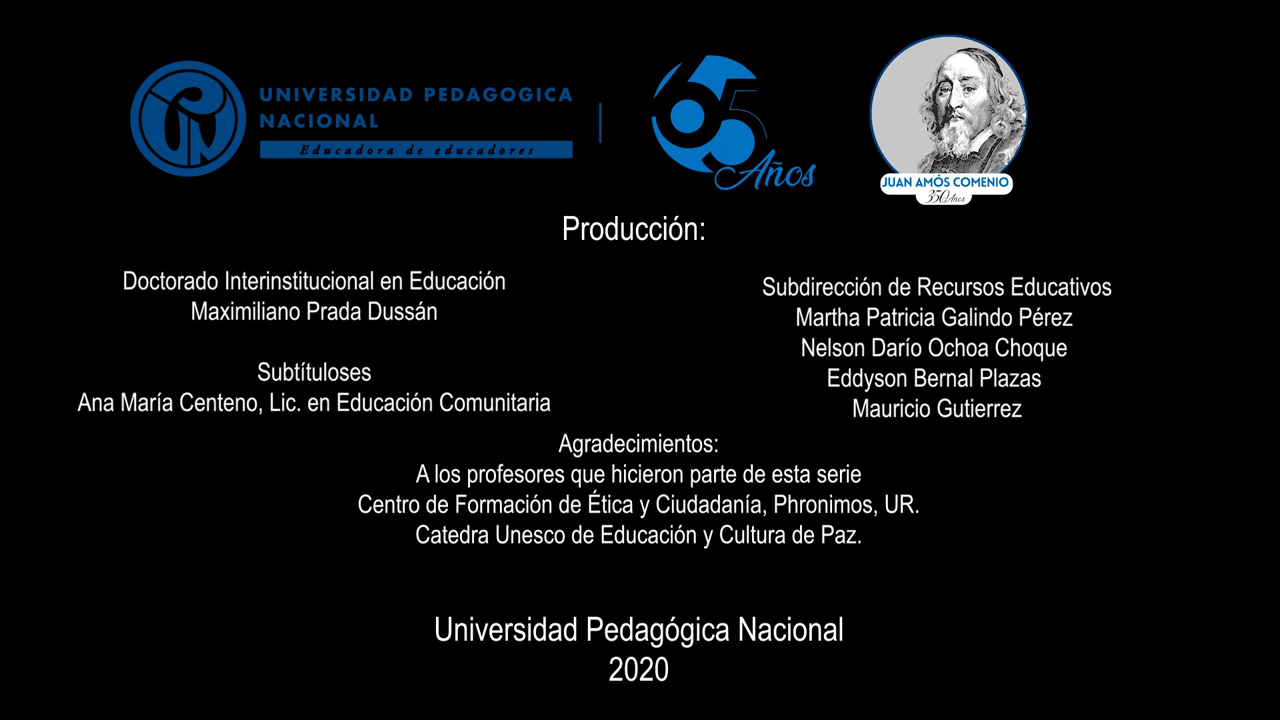 UNIVERSIDAD PEDAGOGICA
NACIONAL
Educadora de educadores
65
Años
JUAN AMÓS COMENIO
350 Años
Producción:
Doctorado Interinstitucional en Educación
Maximiliano Prada Dussán
Subtítuloses
Ana María Centeno, Lic. en Educación Comunitaria
Subdirección de Recursos Educativos
Martha Patricia Galindo Pérez
Nelson Darío Ochoa Choque
Eddyson Bernal Plazas
Mauricio Gutierrez
Agradecimientos:
A los profesores que hicieron parte de esta serie
Centro de Formación de Ética y Ciudadanía, Phronimos, UR.
Catedra Unesco de Educación y Cultura de Paz.
Universidad Pedagógica Nacional
2020